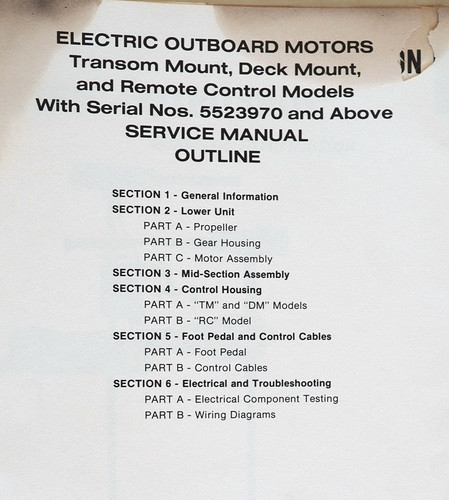 ELECTRIC OUTBOARD MOTORS
Transom Mount, Deck Mount,
and Remote Control Models
With Serial Nos. 5523970 and Above
SERVICE MANUAL
OUTLINE
SECTION 1 - General Information
SECTION 2 - Lower Unit
PART A - Propeller
PART B - Gear Housing
PART C - Motor Assembly
SECTION 3 - Mid-Section Assembly
SECTION 4 - Control Housing
PART A - "TM" and "DM" Models
PART B - "RC" Model
SECTION 5 - Foot Pedal and Control Cables
PART A - Foot Pedal
PART B - Control Cables
SECTION 6 - Electrical and Troubleshooting
PART A - Electrical Component Testing
PART B - Wiring Diagrams